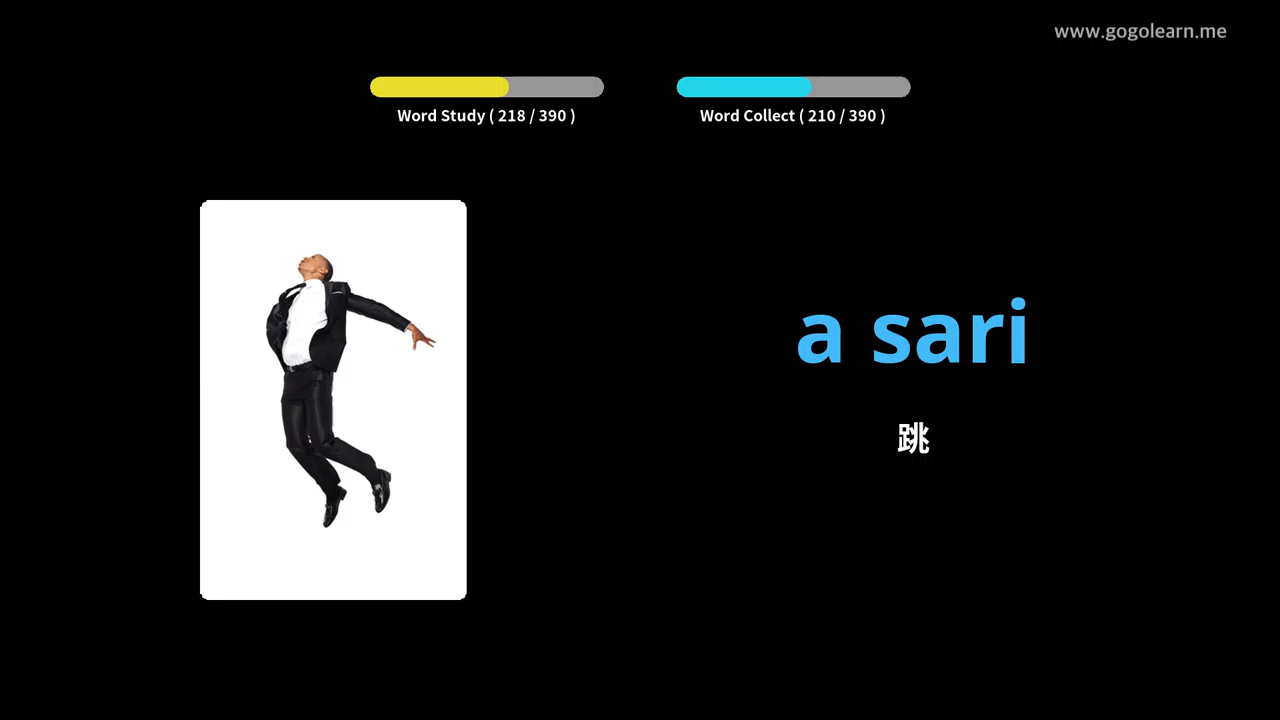 www.gogolearn.me
Word Study ( 218 / 390 )
Word Collect ( 210 / 390 )
a sari
跳